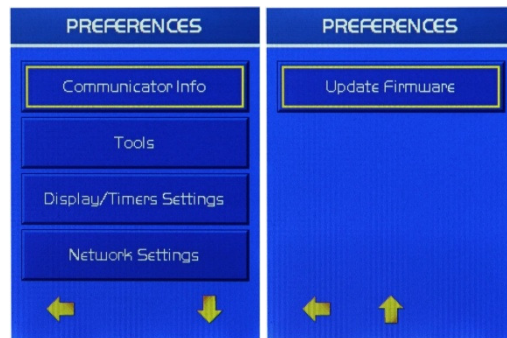 PREFERENCES
Communicator Info
Tools
Display/Timers Settings
Network Settings
PREFERENCES
Update Firmware